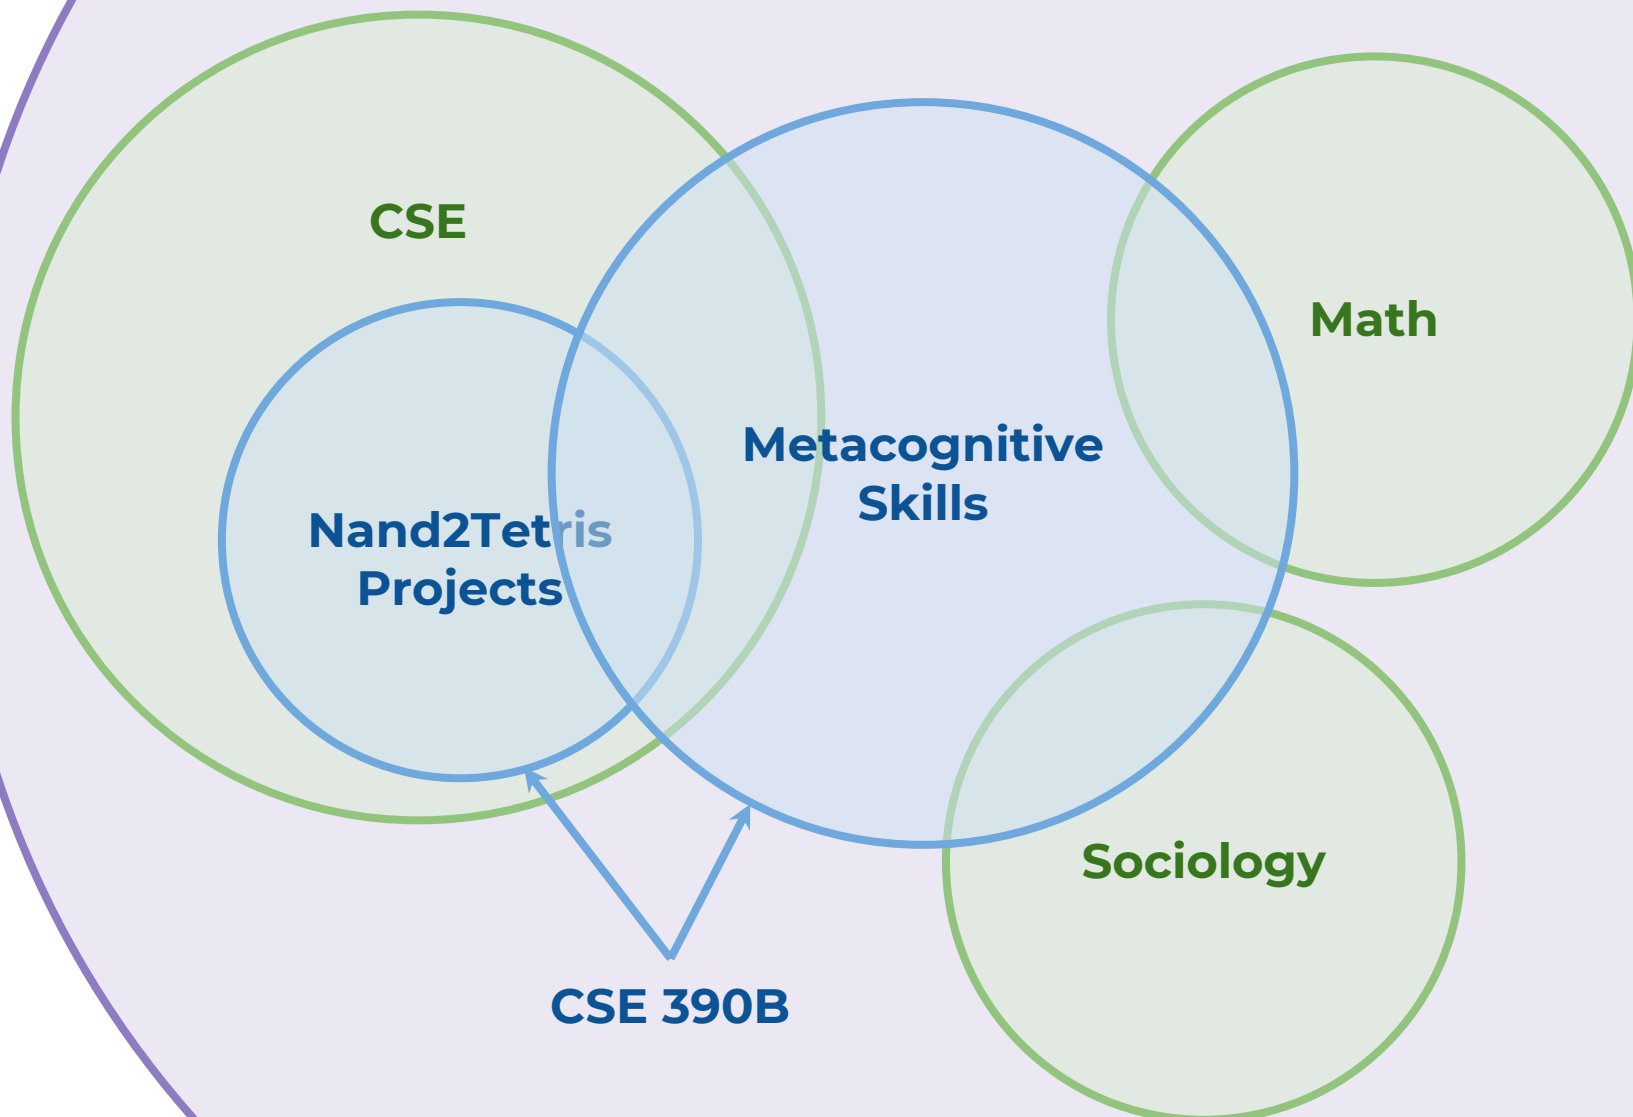 CSE
Math
Metacognitive
Skills
Nand2Tetris
Projects
Sociology
CSE 390B